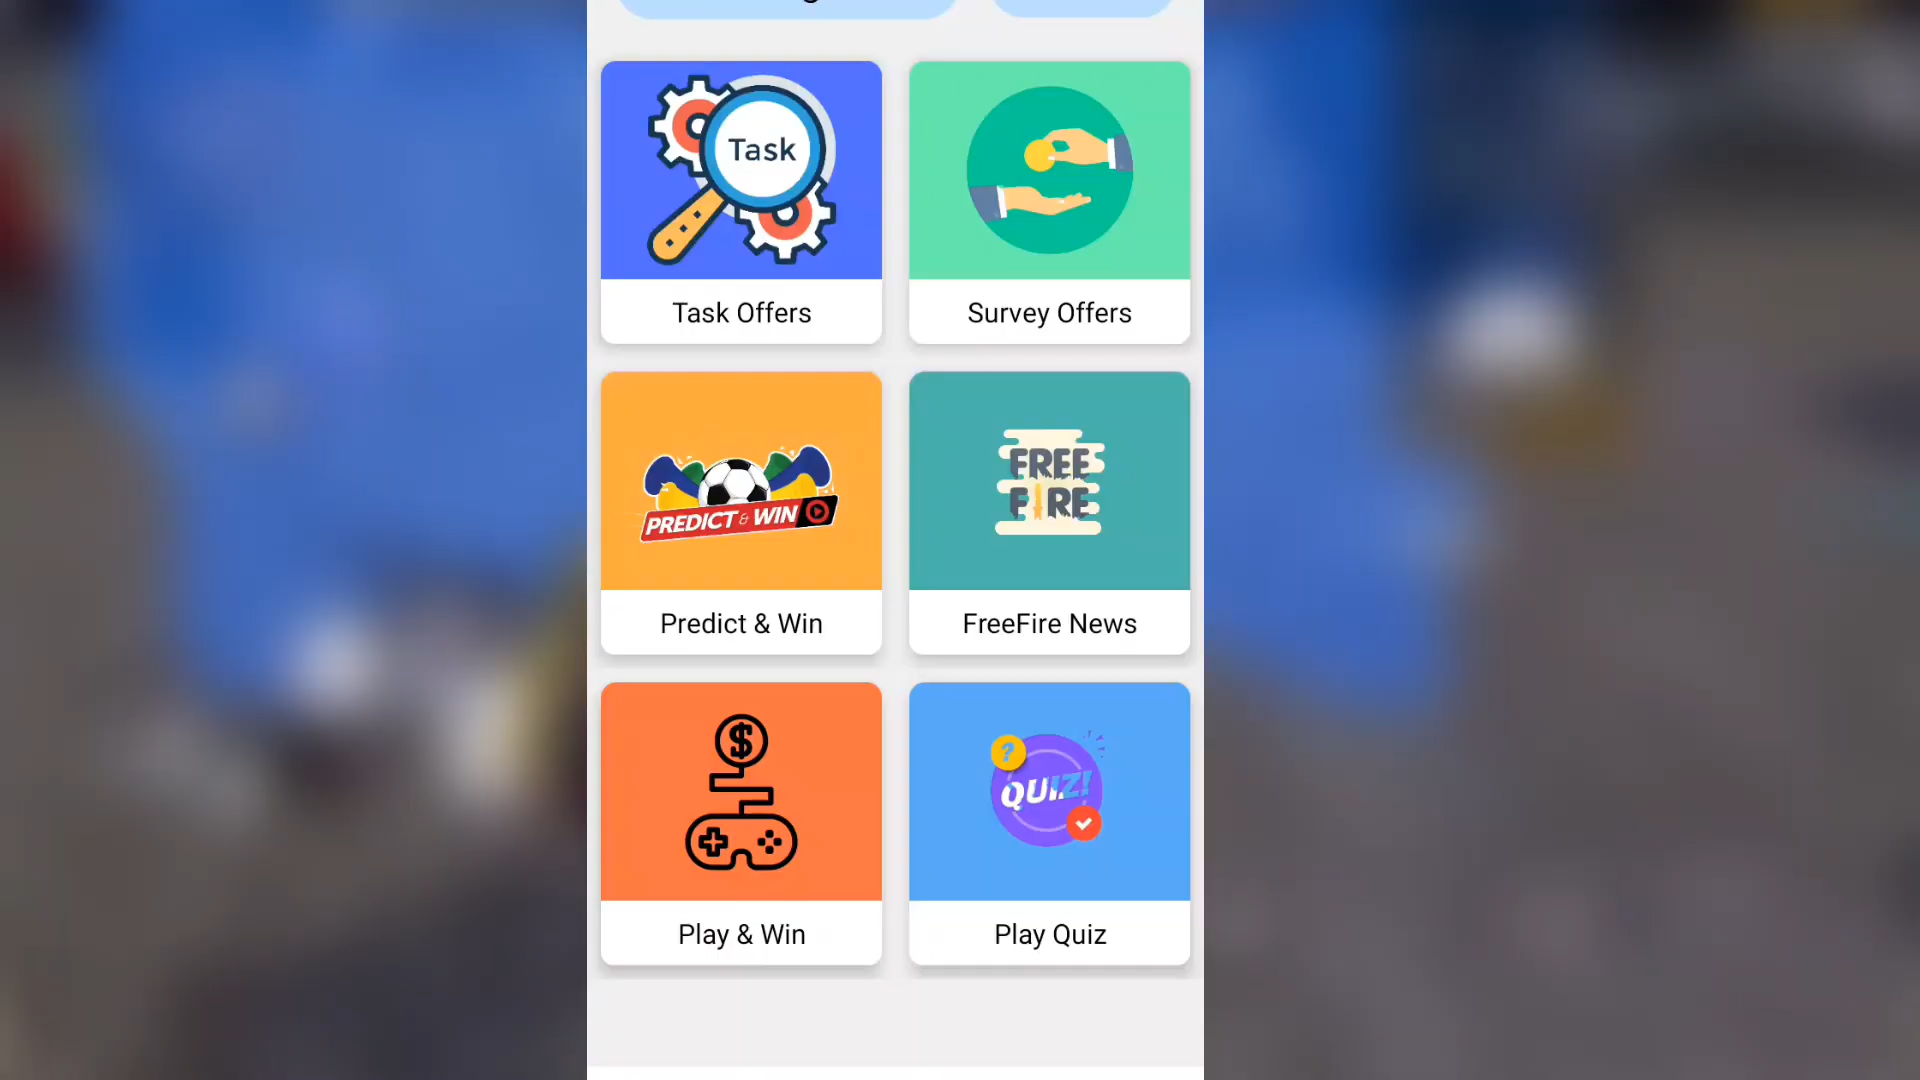 Task
Task Offers
Survey Offers
PREDICT & WIN
FREE
FIRE
Predict & Win
FreeFire News
$
?
QUIZ!
Play & Win
Play Quiz